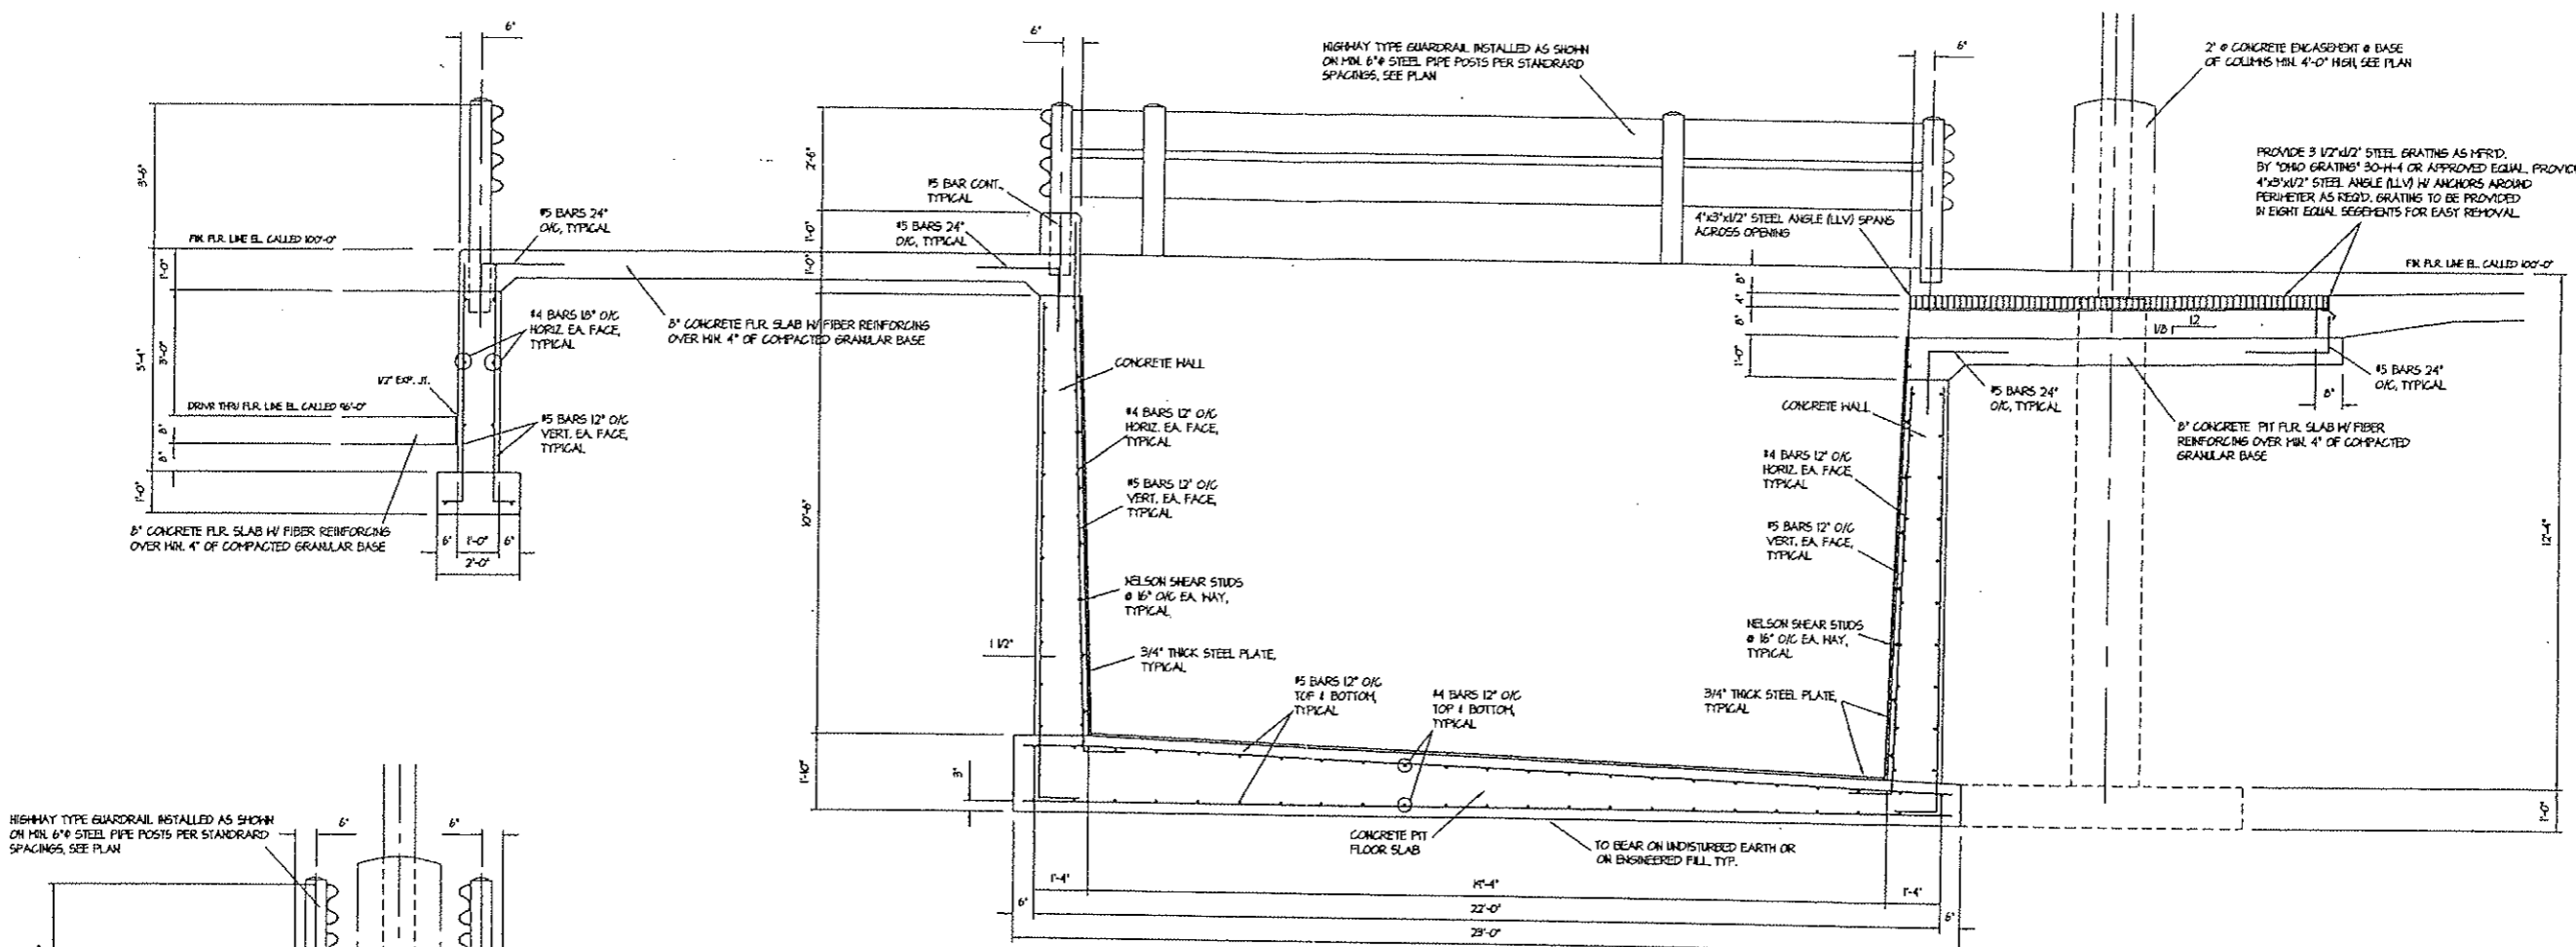 6"
6"
6"
HIGHWAY TYPE GUARDRAIL INSTALLED AS SHOWN
ON MIN. 6"⌀ STEEL PIPE POSTS PER STANDRARD
SPACINGS, SEE PLAN
2' ⌀ CONCRETE ENCASEMENT @ BASE
OF COLUMNS MIN. 4'-0" HIGH, SEE PLAN
PROVIDE 3 1/2"x1/2" STEEL GRATING AS MFR'D.
BY "OHIO GRATING" 30-H-4 OR APPROVED EQUAL. PROVIDE
4"x3"x1/2" STEEL ANGLE (LLV) W/ ANCHORS AROUND
PERIMETER AS REQ'D. GRATING TO BE PROVIDED
IN EIGHT EQUAL SEGEMENTS FOR EASY REMOVAL
3'-6"
2'-6"
#5 BAR CONT.
TYPICAL
#5 BARS 24"
O/C, TYPICAL
#5 BARS 24"
O/C, TYPICAL
4"x3"x1/2" STEEL ANGLE (LLV) SPANS
ACROSS OPENING
FIN. FLR. LINE EL. CALLED 100'-0"
FIN. FLR. LINE EL. CALLED 100'-0"
1'-0"
1'-0"
1'-0"
8"
4"
8"
1'-0"
12
1/8
#4 BARS 18" O/C
HORIZ. EA. FACE,
TYPICAL
8" CONCRETE FLR. SLAB W/ FIBER REINFORCING
OVER MIN. 4" OF COMPACTED GRANULAR BASE
5'-4"
3'-0"
1/2" EXP. JT.
CONCRETE WALL
#5 BARS 24"
O/C, TYPICAL
#5 BARS 24"
O/C, TYPICAL
8"
DRIVE THRU FLR. LINE EL. CALLED 96'-0"
#5 BARS 12" O/C
VERT. EA. FACE,
TYPICAL
8"
8"
1'-0"
#4 BARS 12" O/C
HORIZ. EA. FACE,
TYPICAL
CONCRETE WALL
8" CONCRETE PIT FLR. SLAB W/ FIBER
REINFORCING OVER MIN. 4" OF COMPACTED
GRANULAR BASE
#4 BARS 12" O/C
HORIZ. EA. FACE
TYPICAL
#5 BARS 12" O/C
VERT. EA. FACE,
TYPICAL
#5 BARS 12" O/C
VERT. EA. FACE,
TYPICAL
10'-6"
12'-4"
8" CONCRETE FLR. SLAB W/ FIBER REINFORCING
OVER MIN. 4" OF COMPACTED GRANULAR BASE
6"
1'-0"
6"
2'-0"
NELSON SHEAR STUDS
@ 16" O/C EA. WAY,
TYPICAL
NELSON SHEAR STUDS
@ 16" O/C EA. WAY,
TYPICAL
1 1/2"
3/4" THICK STEEL PLATE,
TYPICAL
#5 BARS 12" O/C
TOP & BOTTOM,
TYPICAL
#4 BARS 12" O/C
TOP & BOTTOM,
TYPICAL
3/4" THICK STEEL PLATE,
TYPICAL
1'-10"
3"
1'-0"
CONCRETE PIT
FLOOR SLAB
TO BEAR ON UNDISTURBED EARTH OR
ON ENGINEERED FILL, TYP.
HIGHWAY TYPE GUARDRAIL INSTALLED AS SHOWN
ON MIN. 6"⌀ STEEL PIPE POSTS PER STANDRARD
SPACINGS, SEE PLAN
6"
6"
1'-4"
19'-4"
1'-4"
6"
22'-0"
6"
23'-0"